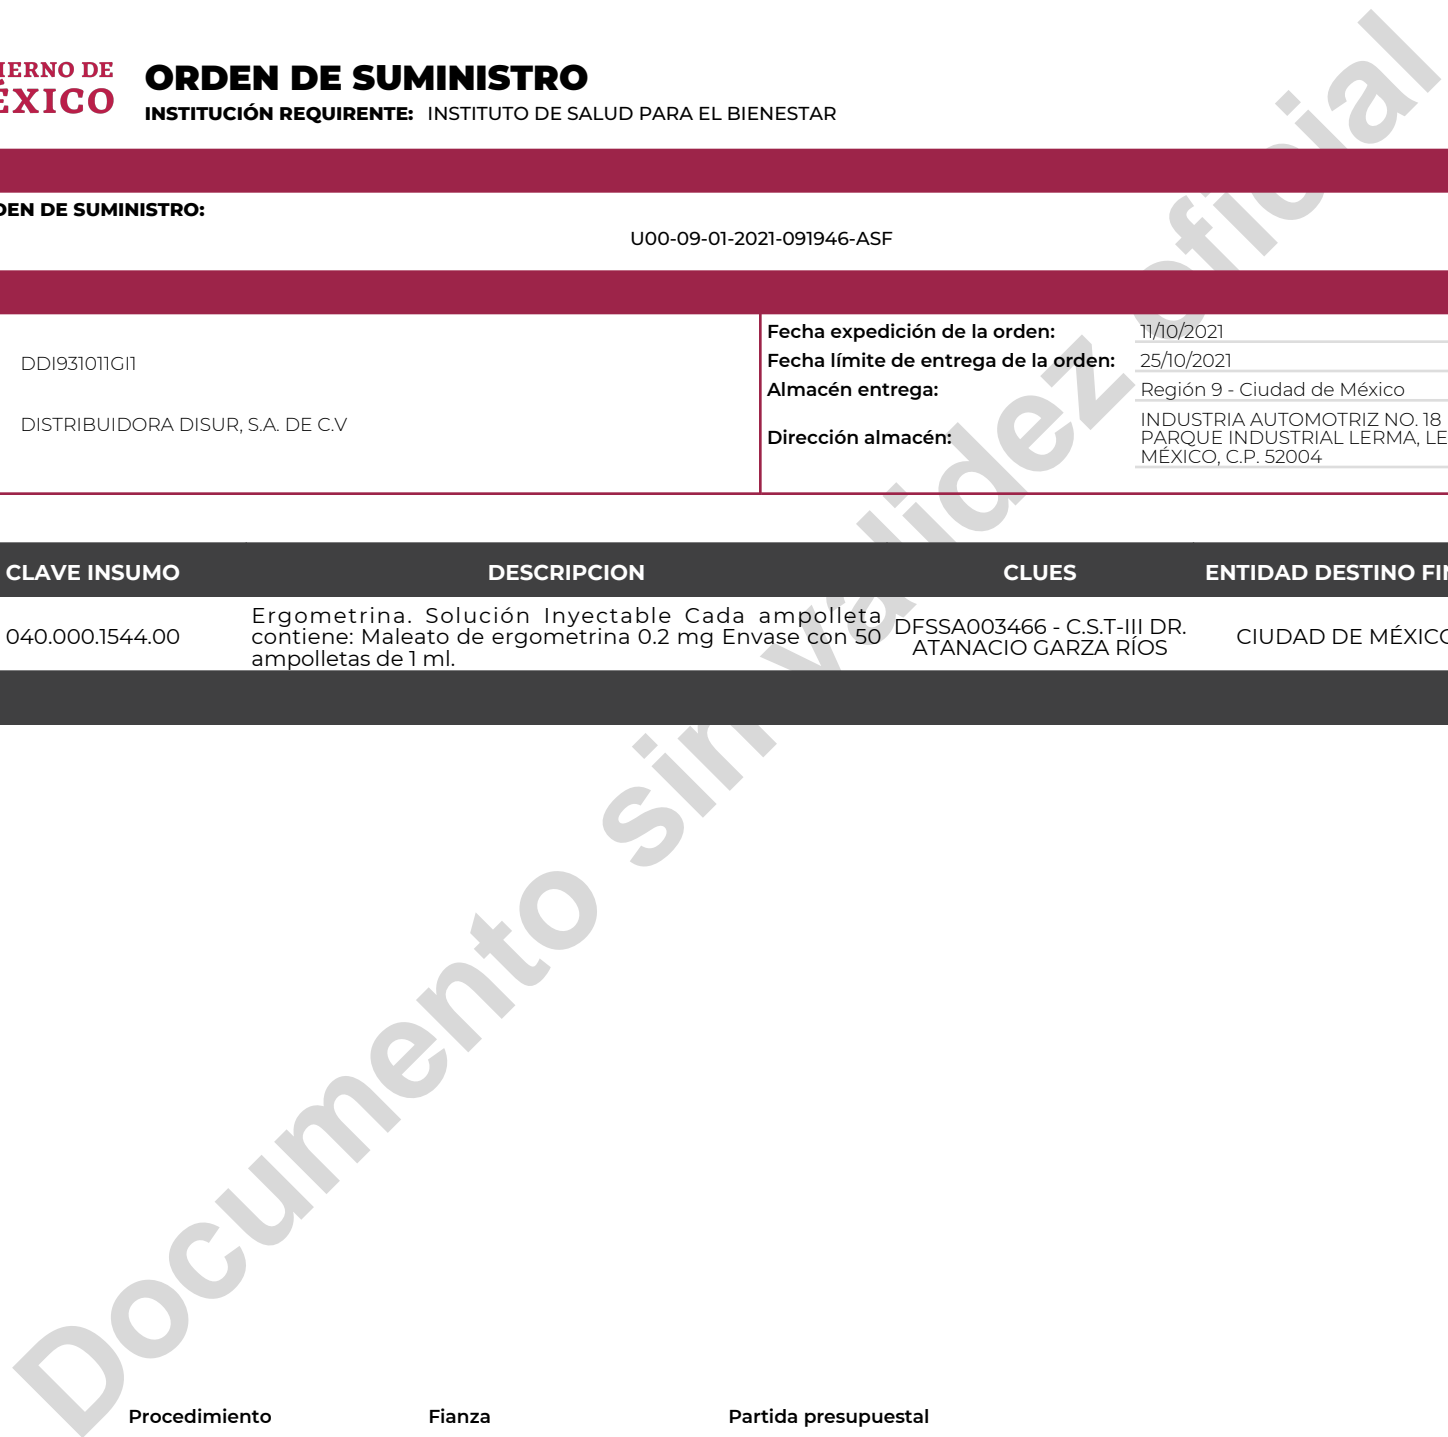 IERNO DE
ÉXICO
ORDEN DE SUMINISTRO
INSTITUCIÓN REQUIRENTE: INSTITUTO DE SALUD PARA EL BIENESTAR
DEN DE SUMINISTRO:
U00-09-01-2021-091946-ASF
DDI931011GI1
DISTRIBUIDORA DISUR, S.A. DE C.V
Fecha expedición de la orden: 11/10/2021
Fecha límite de entrega de la orden: 25/10/2021
Almacén entrega: Región 9 - Ciudad de México
Dirección almacén:
INDUSTRIA AUTOMOTRIZ NO. 18
PARQUE INDUSTRIAL LERMA, LE
MÉXICO, C.P. 52004
CLAVE INSUMO DESCRIPCION CLUES ENTIDAD DESTINO FIN
040.000.1544.00
Ergometrina. Solución Inyectable Cada ampolleta
contiene: Maleato de ergometrina 0.2 mg Envase con 50
ampolletas de 1 ml.
DFSSA003466 - C.S.T-III DR.
ATANACIO GARZA RÍOS
CIUDAD DE MÉXICO
Documento sin validez oficial
Procedimiento Fianza Partida presupuestal